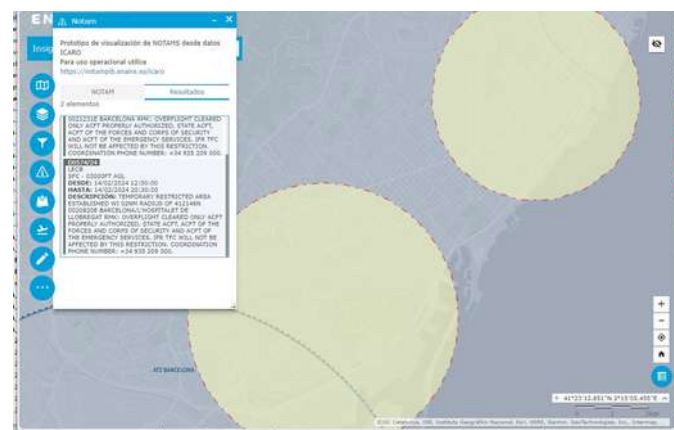 EN
Notam
Insig
Prototipo de visualización de NOTAMS desde datos
ICARO
Para uso operacional utilice
https://notampib.enaire.es/icaro
NOTAM
Resultados
2 elementos
0021231E BARCELONA RMK: OVERFLIGHT CLEARED
ONLY ACFT PROPERLY AUTHORIZED, STATE ACFT,
ACFT OF THE FORCES AND CORPS OF SECURITY
AND ACFT OF THE EMERGENCY SERVICES. IFR TFC
WILL NOT BE AFFECTED BY THIS RESTRICTION.
COORDINATION PHONE NUMBER: +34 935 209 500.
LECB
SFC - 03000FT AGL
DESDE: 14/02/2024 12:00:00
HASTA: 14/02/2024 20:30:00
DESCRIPCIÓN: TEMPORARY RESTRICTED AREA
ESTABLISHED WI 02NM RADIUS OF 412146N
BARCELONA/L'HOSPITALET DE
LLOBREGAT RMK: OVERFLIGHT CLEARED ONLY ACFT
PROPERLY AUTHORIZED, STATE ACFT, ACFT OF THE
FORCES AND CORPS OF SECURITY AND ACFT OF
THE EMERGENCY SERVICES. IFR TFC WILL NOT BE
AFFECTED BY THIS RESTRICTION. COORDINATION
PHONE NUMBER: +34 935 209 500.
ATZ BARCELONA